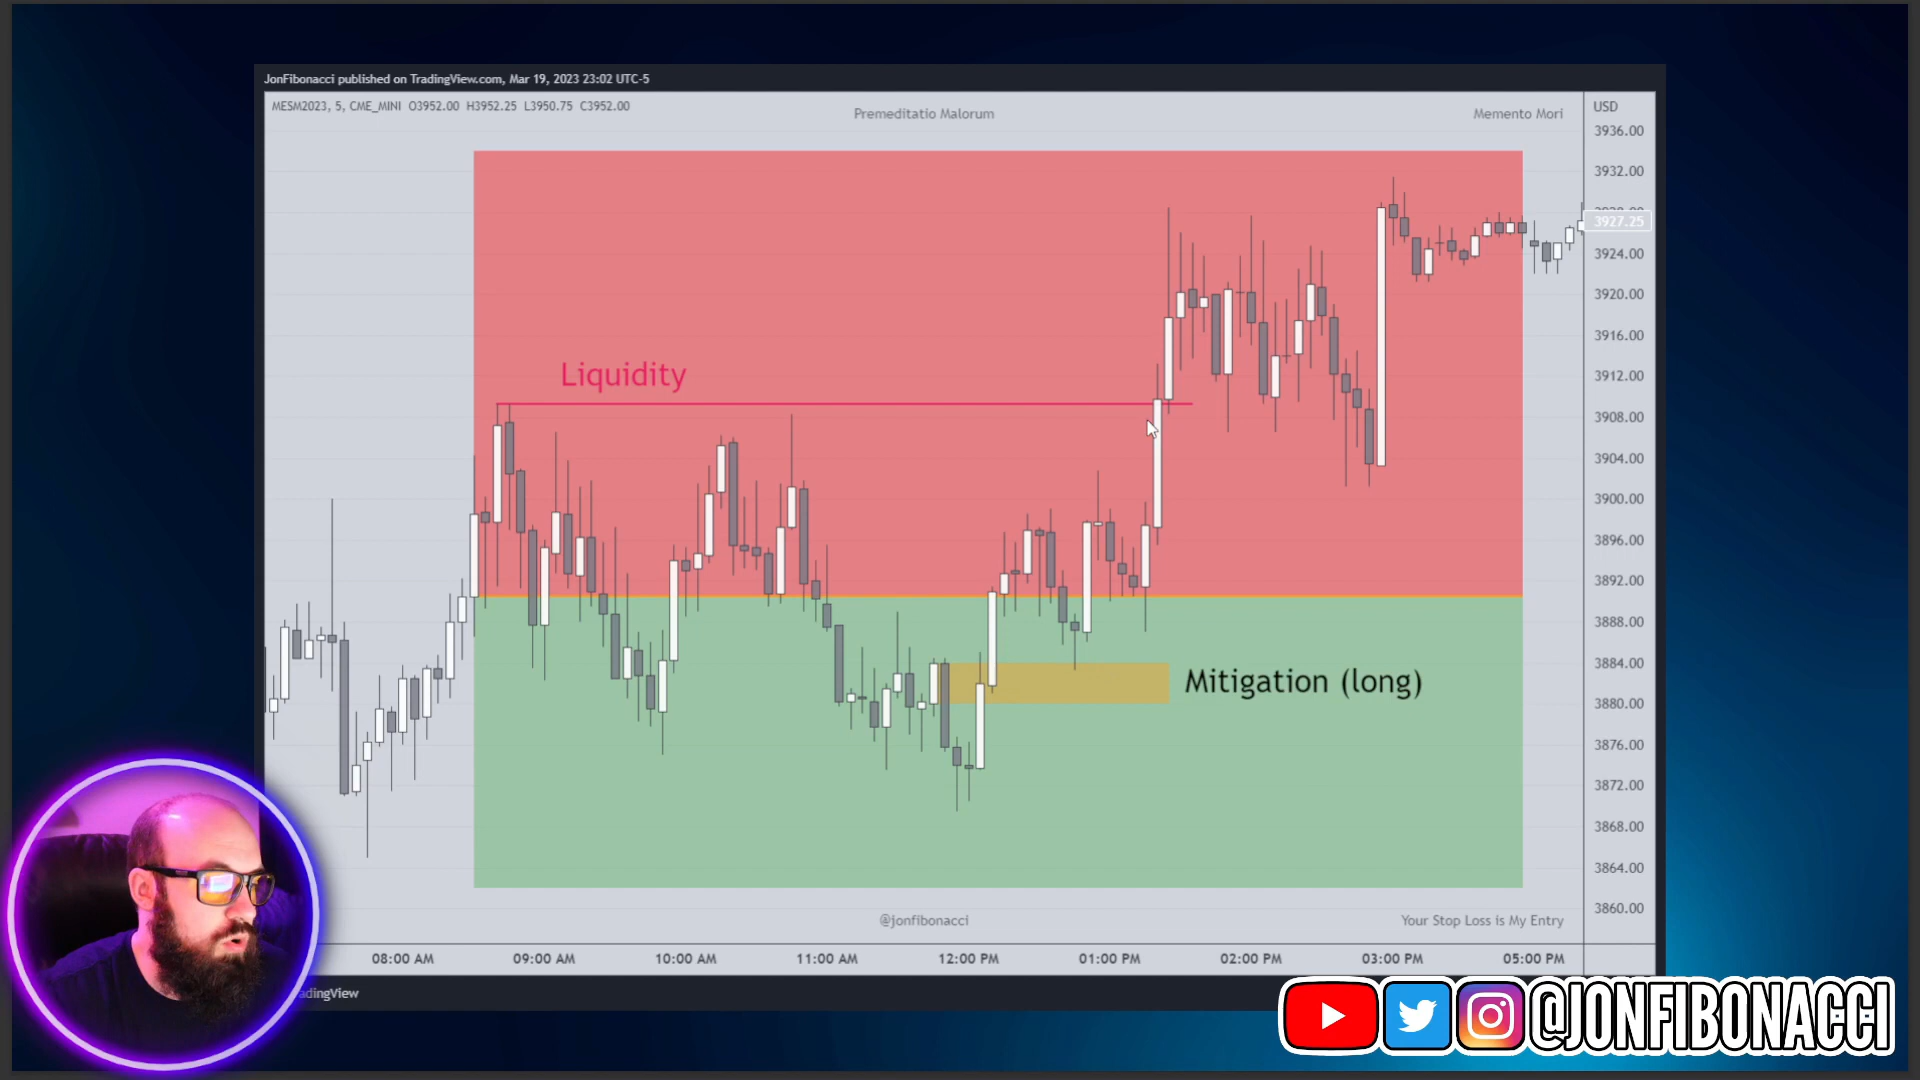 JonFibonacci published on TradingView.com, Mar 19, 2023 23:02 UTC-5
MESM2023, 5, CME_MINI O3952.00 H3952.25 L3950.75 C3952.00
Premeditatio Malorum
Memento Mori
USD
3936.00
3932.00
3927.25
3924.00
3920.00
3916.00
3912.00
3908.00
3904.00
3900.00
3896.00
3892.00
3888.00
3884.00
3880.00
3876.00
3872.00
3868.00
3864.00
3860.00
Liquidity
Mitigation (long)
@jonfibonacci
Your Stop Loss is My Entry
08:00 AM 09:00 AM 10:00 AM 11:00 AM 12:00 PM 01:00 PM 02:00 PM 03:00 PM 05:00 PM
adingView
@JONFIBONACCI